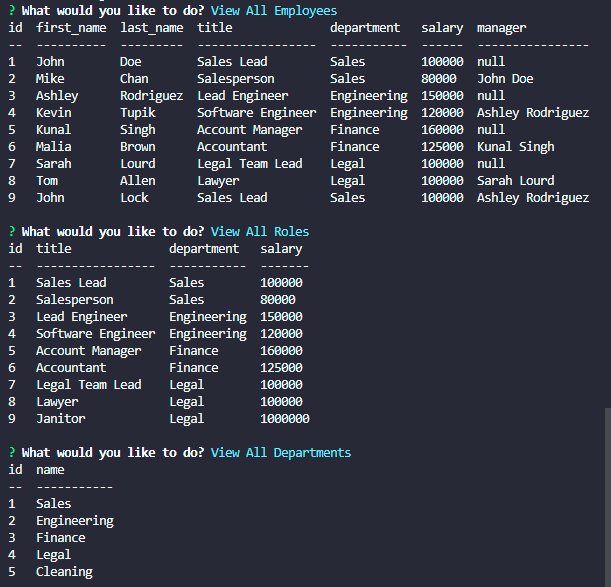 ? What would you like to do? View All Employees
id  first_name  last_name  title              department   salary  manager
--  ----------  ---------  -----------------  -----------  ------  ----------------
1   John        Doe        Sales Lead         Sales        100000  null
2   Mike        Chan       Salesperson        Sales        80000   John Doe
3   Ashley      Rodriguez  Lead Engineer      Engineering  150000  null
4   Kevin       Tupik      Software Engineer  Engineering  120000  Ashley Rodriguez
5   Kunal       Singh      Account Manager    Finance      160000  null
6   Malia       Brown      Accountant         Finance      125000  Kunal Singh
7   Sarah       Lourd      Legal Team Lead    Legal        100000  null
8   Tom         Allen      Lawyer             Legal        100000  Sarah Lourd
9   John        Lock       Sales Lead         Sales        100000  Ashley Rodriguez
? What would you like to do? View All Roles
id  title              department   salary
--  -----------------  -----------  -------
1   Sales Lead         Sales        100000
2   Salesperson        Sales        80000
3   Lead Engineer      Engineering  150000
4   Software Engineer  Engineering  120000
5   Account Manager    Finance      160000
6   Accountant         Finance      125000
7   Legal Team Lead    Legal        100000
8   Lawyer             Legal        100000
9   Janitor            Legal        1000000
? What would you like to do? View All Departments
id  name
--  -----------
1   Sales
2   Engineering
3   Finance
4   Legal
5   Cleaning